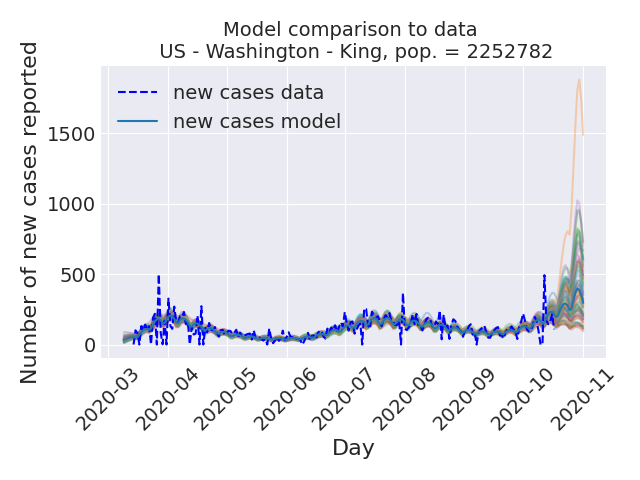 Model comparison to data
US - Washington - King, pop. = 2252782
Number of new cases reported
new cases data
new cases model
1500
1000
500
0
2020-03
2020-04
2020-05
2020-06
2020-07
2020-08
2020-09
2020-10
2020-11
Day